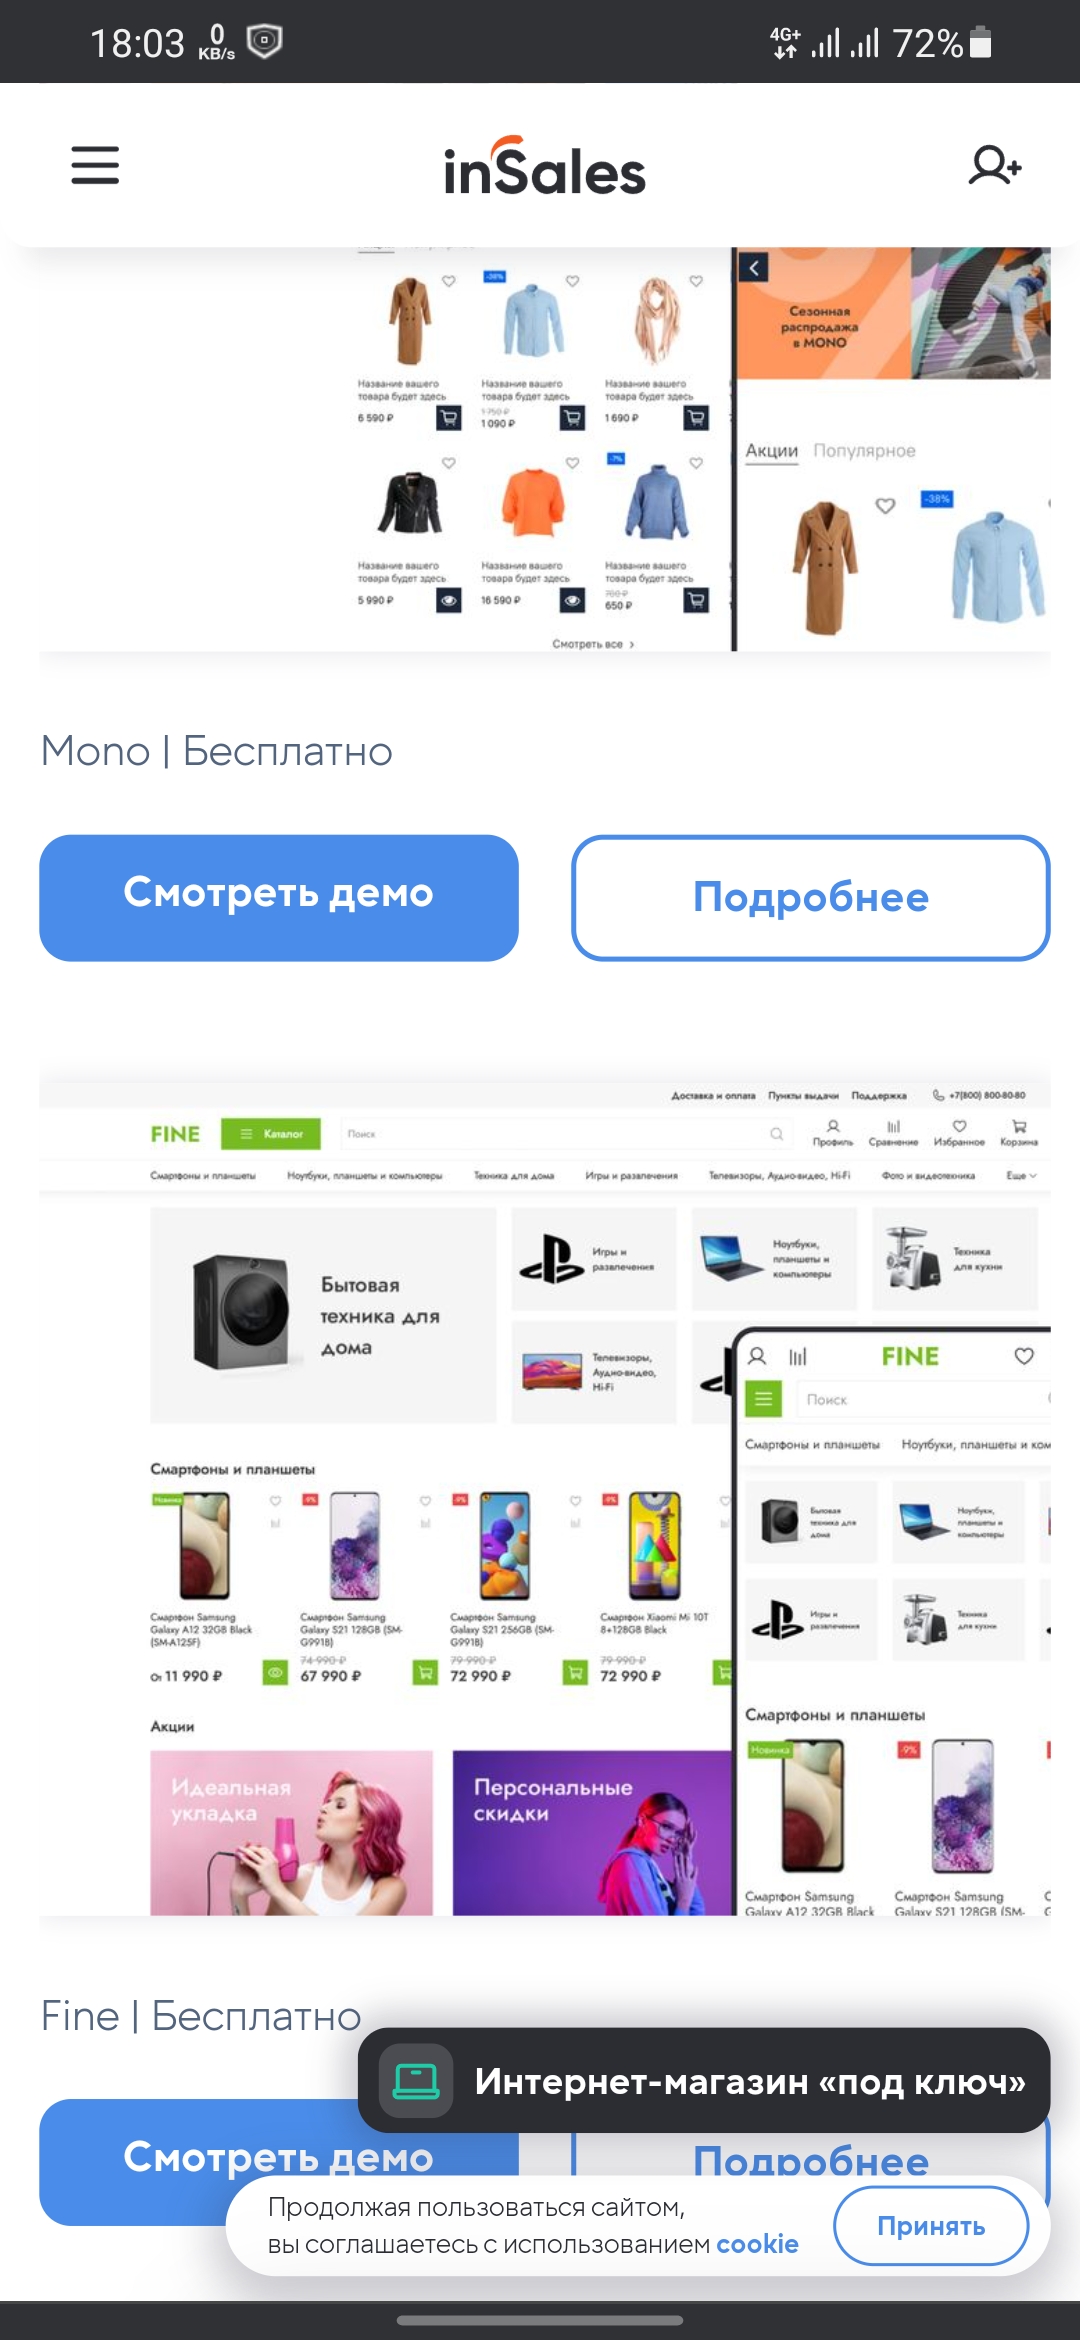 18:03 0 KB/s 4G+ 72%
inSales
-38%
Название вашего товара будет здесь
6 590 ₽
Название вашего товара будет здесь
1 750 ₽
1 090 ₽
Название вашего товара будет здесь
1 690 ₽
-7%
Название вашего товара будет здесь
5 990 ₽
Название вашего товара будет здесь
16 590 ₽
Название вашего товара будет здесь
700 ₽
650 ₽
Смотреть все >
Сезонная
распродажа
в MONO
Акции Популярное
-38%
Mono | Бесплатно
Смотреть демо
Подробнее
Доставка и оплата Пункты выдачи Поддержка +7(800) 800-80-80
FINE Каталог Поиск Профиль Сравнение Избранное Корзина
Смартфоны и планшеты Ноутбуки, планшеты и компьютеры Техника для дома Игры и развлечения Телевизоры, Аудио-видео, Hi-Fi Фото и видеотехника Еще
Бытовая
техника для
дома
Игры и
развлечения
Ноутбуки,
планшеты и
компьютеры
Техника
для кухни
Телевизоры,
Аудио-видео,
Hi-Fi
Смартфоны и планшеты
Новинка
-9%
-9%
-9%
Смартфон Samsung
Galaxy A12 32GB Black
(SM-A125F)
От 11 990 ₽
Смартфон Samsung
Galaxy S21 128GB (SM-
G991B)
74 990 ₽
67 990 ₽
Смартфон Samsung
Galaxy S21 256GB (SM-
G991B)
79 990 ₽
72 990 ₽
Смартфон Xiaomi Mi 10T
8+128GB Black
79 990 ₽
72 990 ₽
Акции
Идеальная
укладка
Персональные
скидки
FINE
Поиск
Смартфоны и планшеты Ноутбуки, планшеты и ком
Бытовая
техника для
дома
Ноутбуки,
планшеты и
компьютеры
Игры и
развлечения
Техника
для кухни
Смартфоны и планшеты
Новинка
-9%
Смартфон Samsung
Galaxy A12 32GB Black
Смартфон Samsung
Galaxy S21 128GB (SM-
Fine | Бесплатно
Интернет-магазин «под ключ»
Смотреть демо
Подробнее
Продолжая пользоваться сайтом,
вы соглашаетесь с использованием cookie
Принять